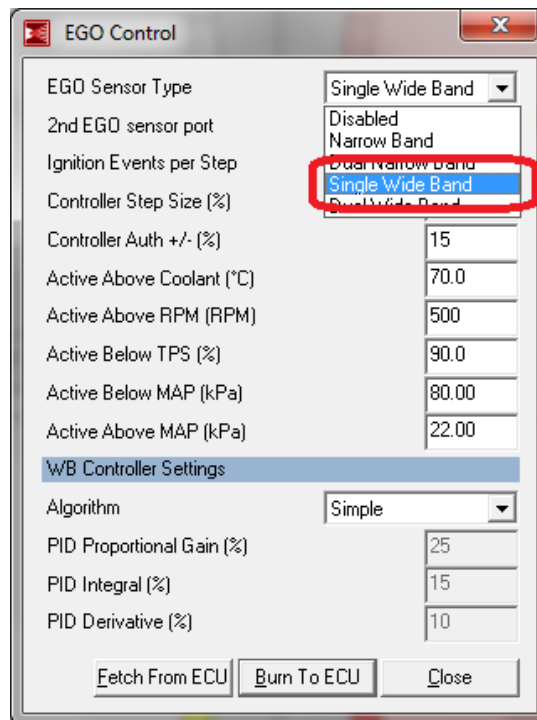 EGO Control
EGO Sensor Type Single Wide Band
Disabled
2nd EGO sensor port
Narrow Band
Ignition Events per Step
Dual Narrow Band
Single Wide Band
Controller Step Size (%)
Dual Wide Band
Controller Auth +/- (%) 15
Active Above Coolant (°C) 70.0
Active Above RPM (RPM) 500
Active Below TPS (%) 90.0
Active Below MAP (kPa) 80.00
Active Above MAP (kPa) 22.00
WB Controller Settings
Algorithm Simple
PID Proportional Gain (%) 25
PID Integral (%) 15
PID Derivative (%) 10
Fetch From ECU Burn To ECU Close